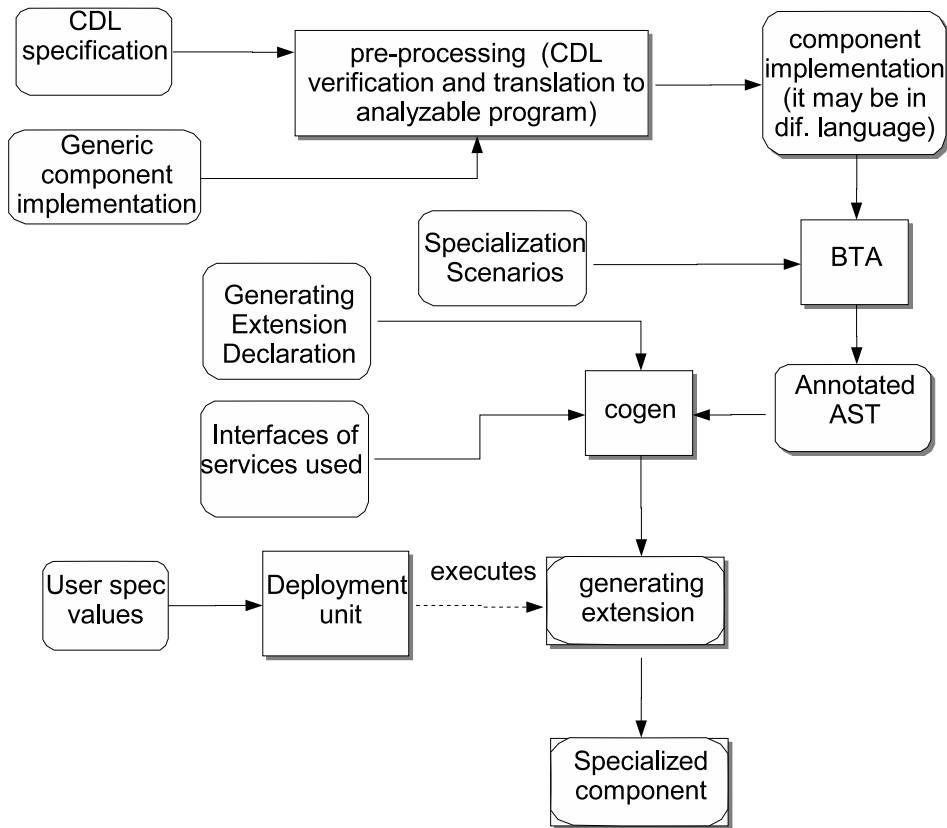 CDL
specification
pre-processing (CDL
verification and translation to
analyzable program)
component
implementation
(it may be in
dif. language)
Generic
component
implementation
Specialization
Scenarios
BTA
Generating
Extension
Declaration
cogen
Annotated
AST
Interfaces of
services used
User spec
values
Deployment
unit
executes
generating
extension
Specialized
component